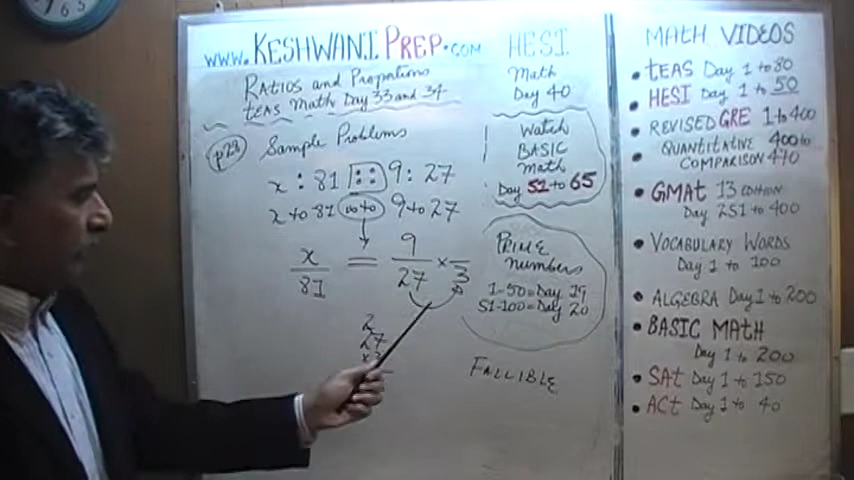 www.KESHWANIPREP.COM
RATIOS and PROPATIONS
tEAS Math Day 33 and 34
p23
Sample Problems
x : 81 :: 9 : 27
x to 81 as to 9 to 27
x/81 = 9/27 × /3
2
27
x3
HESI
Math
Day 40
Watch
BASIC
Math
Day 51 to 65
PRIME
numbers
1-50=Day 19
51-100=Day 20
FALLIBLE
MATH VIDEOS
tEAS Day 1 to 80
HESI Day 1 to 50
REVISED GRE 1 to 400
QUANTITATIVE 400 to
COMPARISON 470
GMAt 13 EDITION
Day 251 to 400
VOCABULARY WORDS
Day 1 to 100
ALGEBRA Day 1 to 200
BASIC MATH
Day 1 to 200
SAt Day 1 to 150
ACt Day 1 to 40